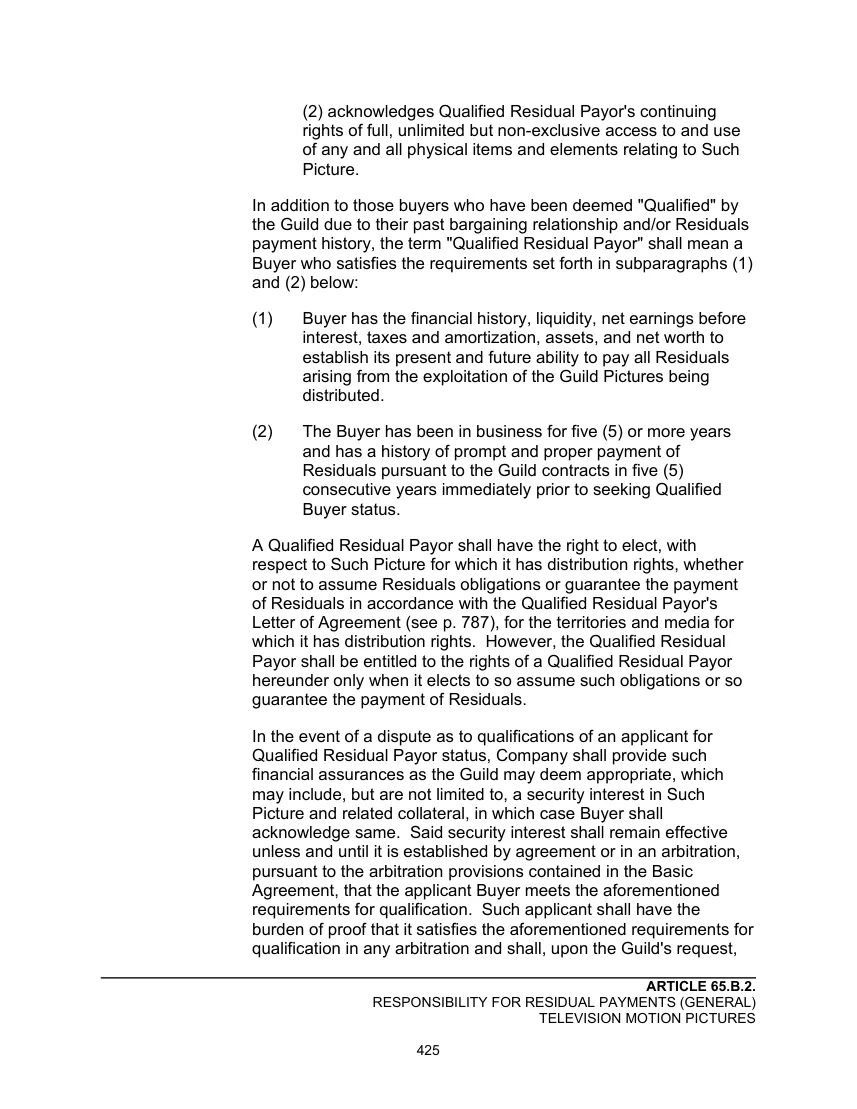 (2) acknowledges Qualified Residual Payor's continuing
rights of full, unlimited but non-exclusive access to and use
of any and all physical items and elements relating to Such
Picture.
In addition to those buyers who have been deemed "Qualified" by
the Guild due to their past bargaining relationship and/or Residuals
payment history, the term "Qualified Residual Payor" shall mean a
Buyer who satisfies the requirements set forth in subparagraphs (1)
and (2) below:
(1) Buyer has the financial history, liquidity, net earnings before
interest, taxes and amortization, assets, and net worth to
establish its present and future ability to pay all Residuals
arising from the exploitation of the Guild Pictures being
distributed.
(2) The Buyer has been in business for five (5) or more years
and has a history of prompt and proper payment of
Residuals pursuant to the Guild contracts in five (5)
consecutive years immediately prior to seeking Qualified
Buyer status.
A Qualified Residual Payor shall have the right to elect, with
respect to Such Picture for which it has distribution rights, whether
or not to assume Residuals obligations or guarantee the payment
of Residuals in accordance with the Qualified Residual Payor's
Letter of Agreement (see p. 787), for the territories and media for
which it has distribution rights.  However, the Qualified Residual
Payor shall be entitled to the rights of a Qualified Residual Payor
hereunder only when it elects to so assume such obligations or so
guarantee the payment of Residuals.
In the event of a dispute as to qualifications of an applicant for
Qualified Residual Payor status, Company shall provide such
financial assurances as the Guild may deem appropriate, which
may include, but are not limited to, a security interest in Such
Picture and related collateral, in which case Buyer shall
acknowledge same.  Said security interest shall remain effective
unless and until it is established by agreement or in an arbitration,
pursuant to the arbitration provisions contained in the Basic
Agreement, that the applicant Buyer meets the aforementioned
requirements for qualification.  Such applicant shall have the
burden of proof that it satisfies the aforementioned requirements for
qualification in any arbitration and shall, upon the Guild's request,
ARTICLE 65.B.2.
RESPONSIBILITY FOR RESIDUAL PAYMENTS (GENERAL)
TELEVISION MOTION PICTURES
425